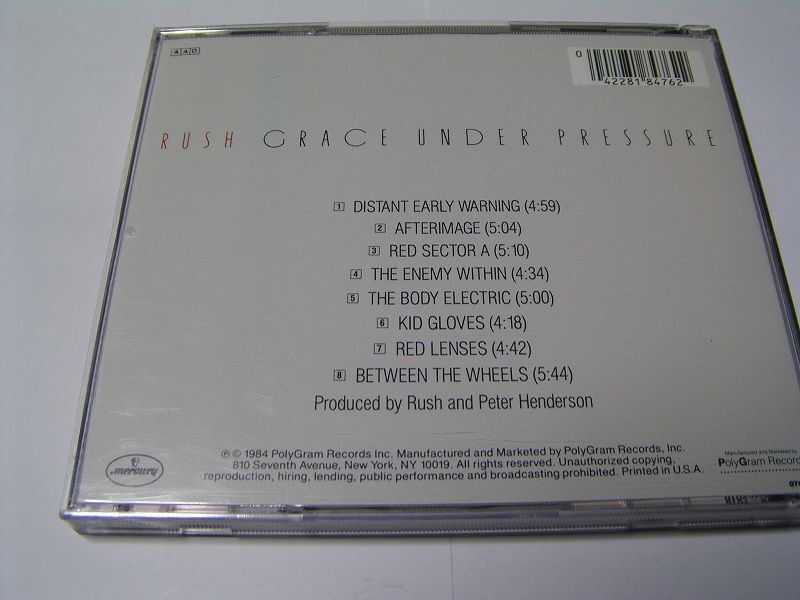 AAD
0
42281 84762
RUSH GRACE UNDER PRESSURE
1 DISTANT EARLY WARNING (4:59)
2 AFTERIMAGE (5:04)
3 RED SECTOR A (5:10)
4 THE ENEMY WITHIN (4:34)
5 THE BODY ELECTRIC (5:00)
6 KID GLOVES (4:18)
7 RED LENSES (4:42)
8 BETWEEN THE WHEELS (5:44)
Produced by Rush and Peter Henderson
mercury
℗ © 1984 PolyGram Records Inc. Manufactured and Marketed by PolyGram Records, Inc.
810 Seventh Avenue, New York, NY 10019. All rights reserved. Unauthorized copying,
reproduction, hiring, lending, public performance and broadcasting prohibited. Printed in U.S.A.
Manufactured and Marketed by
PolyGram Record